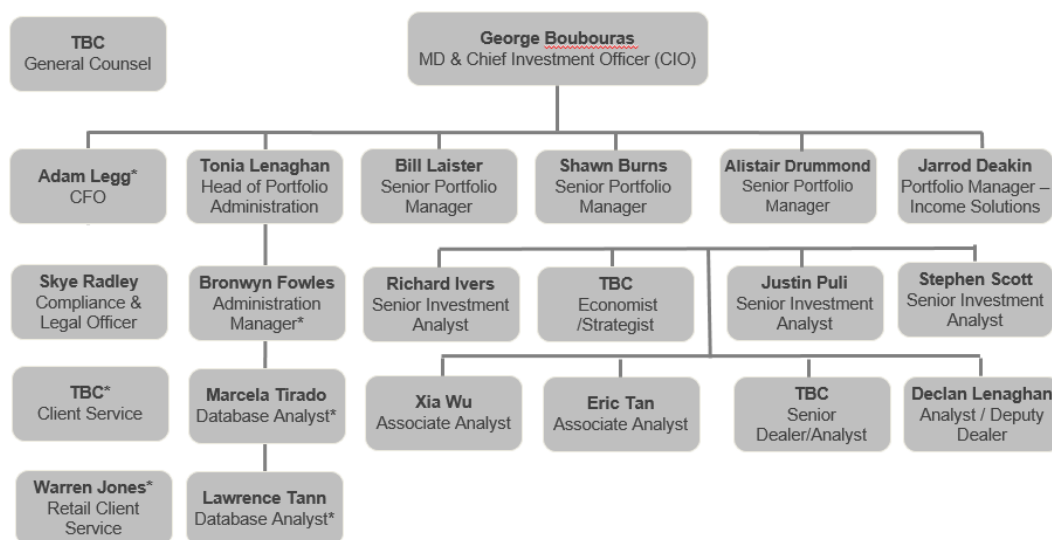 TBC
General Counsel
George Boubouras
MD & Chief Investment Officer (CIO)
Adam Legg*
CFO
Tonia Lenaghan
Head of Portfolio
Administration
Bill Laister
Senior Portfolio
Manager
Shawn Burns
Senior Portfolio
Manager
Alistair Drummond
Senior Portfolio
Manager
Jarrod Deakin
Portfolio Manager –
Income Solutions
Skye Radley
Compliance &
Legal Officer
Bronwyn Fowles
Administration
Manager*
Richard Ivers
Senior Investment
Analyst
TBC
Economist
/Strategist
Justin Puli
Senior Investment
Analyst
Stephen Scott
Senior Investment
Analyst
TBC*
Client Service
Marcela Tirado
Database Analyst*
Xia Wu
Associate Analyst
Eric Tan
Associate Analyst
TBC
Senior
Dealer/Analyst
Declan Lenaghan
Analyst / Deputy
Dealer
Warren Jones*
Retail Client
Service
Lawrence Tann
Database Analyst*